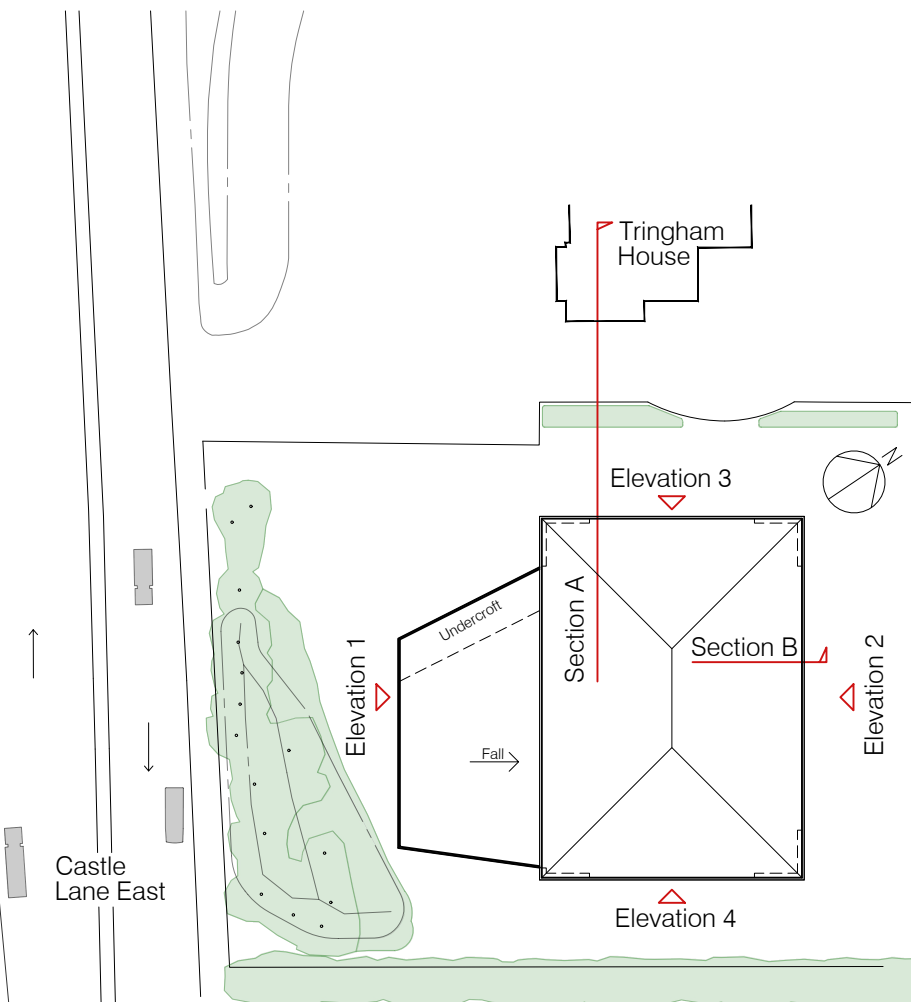 Tringham
House
N
Elevation 3
Undercroft
Section A
Section B
Elevation 1
Elevation 2
Fall
Castle
Lane East
Elevation 4